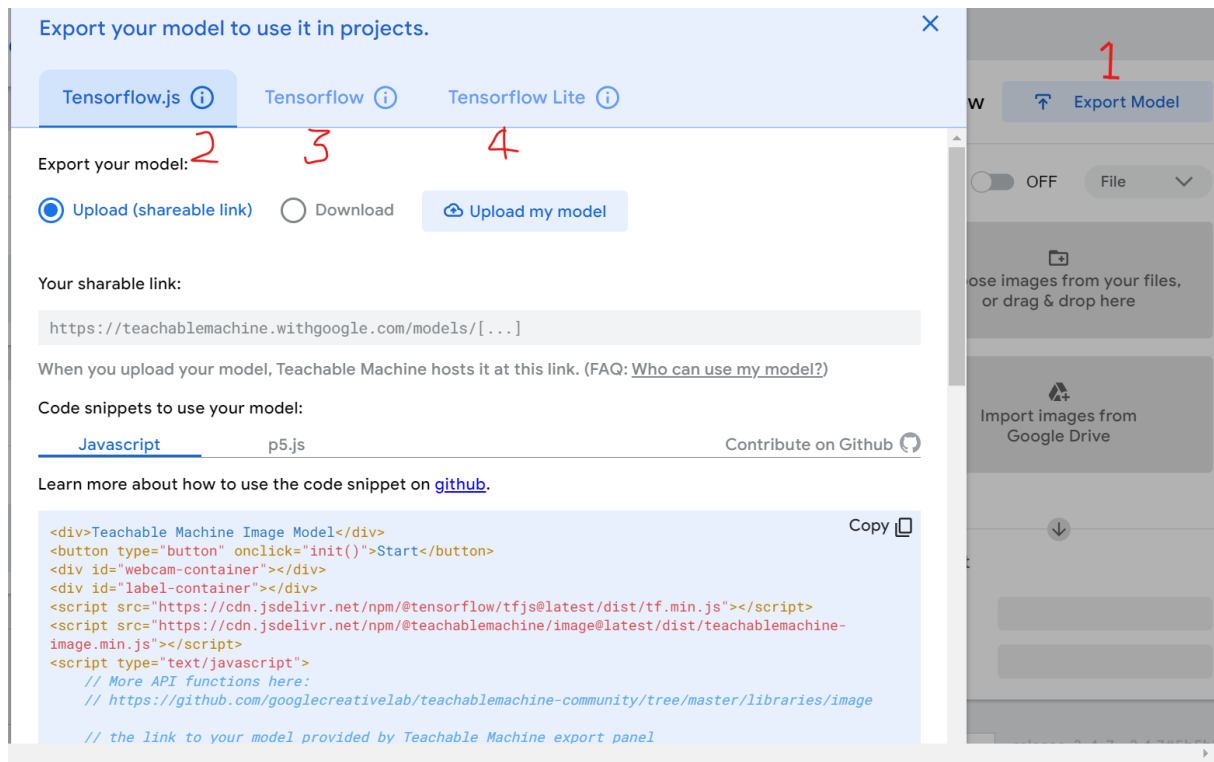 Export your model to use it in projects.
1
Tensorflow.js
Tensorflow
Tensorflow Lite
w
Export Model
2
3
4
Export your model:
OFF
File
Upload (shareable link)
Download
Upload my model
Your sharable link:
ose images from your files,
or drag & drop here
https://teachablemachine.withgoogle.com/models/[...]
When you upload your model, Teachable Machine hosts it at this link. (FAQ: Who can use my model?)
Code snippets to use your model:
Import images from
Google Drive
Javascript
p5.js
Contribute on Github
Learn more about how to use the code snippet on github.
Copy
<div>Teachable Machine Image Model</div>
<button type="button" onclick="init()">Start</button>
<div id="webcam-container"></div>
<div id="label-container"></div>
<script src="https://cdn.jsdelivr.net/npm/@tensorflow/tfjs@latest/dist/tf.min.js"></script>
<script src="https://cdn.jsdelivr.net/npm/@teachablemachine/image@latest/dist/teachablemachine-
image.min.js"></script>
<script type="text/javascript">
// More API functions here:
// https://github.com/googlecreativelab/teachablemachine-community/tree/master/libraries/image
// the link to your model provided by Teachable Machine export panel